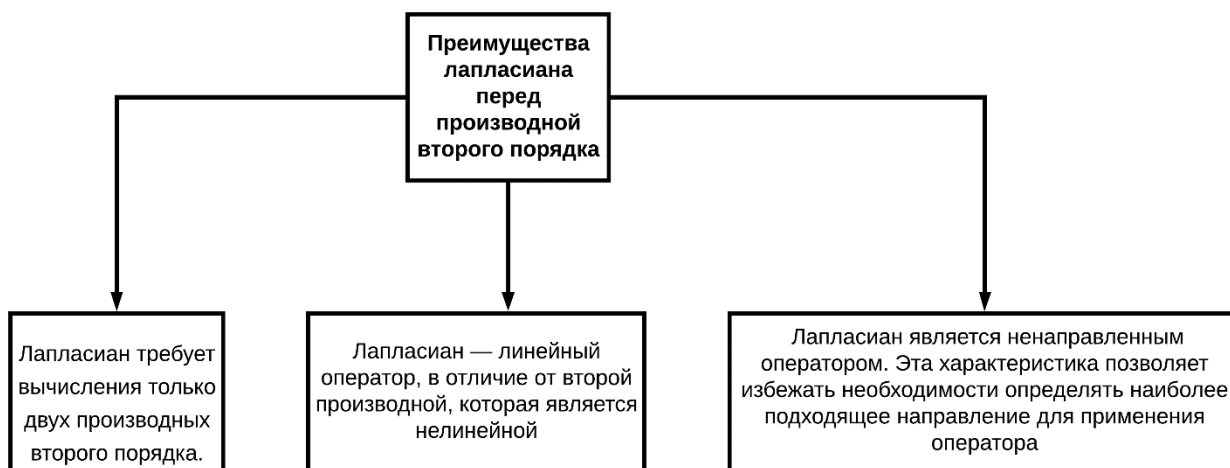 Преимущества
лапласиана
перед
производной
второго порядка
Лапласиан требует
вычисления только
двух производных
второго порядка.
Лапласиан — линейный
оператор, в отличие от второй
производной, которая является
нелинейной
Лапласиан является ненаправленным
оператором. Эта характеристика позволяет
избежать необходимости определять наиболее
подходящее направление для применения
оператора